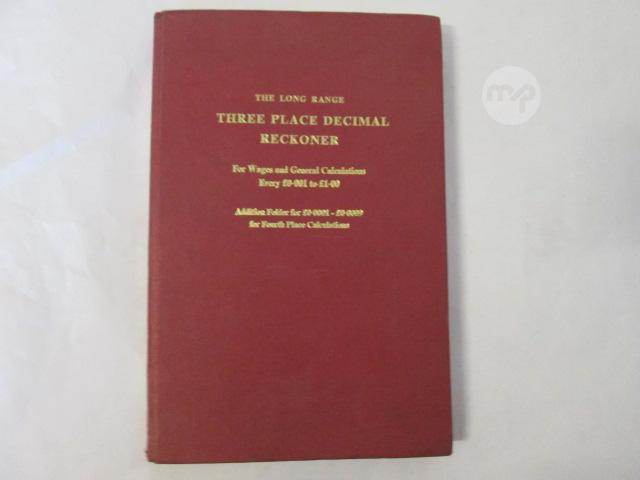 THE LONG RANGE
THREE PLACE DECIMAL
RECKONER
For Wages and General Calculations
Every £0·001 to £1·00
Addition Folder for £0·0001 - £0·0009
for Fourth Place Calculations
mp